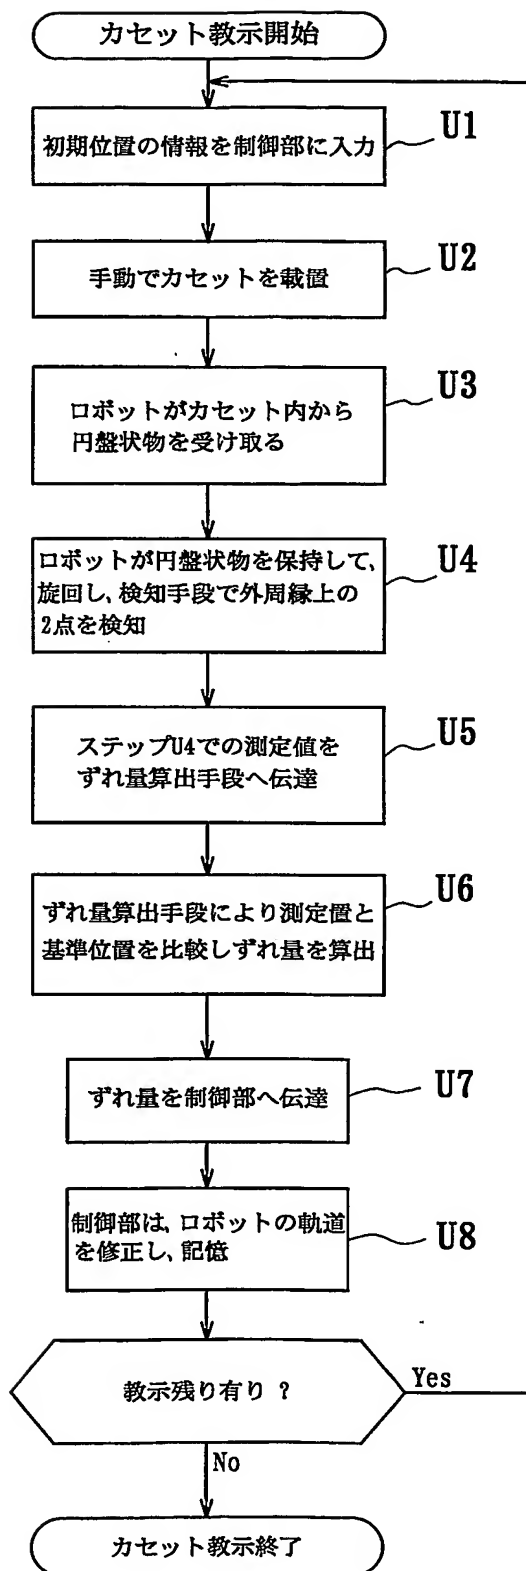 カセット教示開始
初期位置の情報を制御部に入力
U1
手動でカセットを載置
U2
ロボットがカセット内から
円盤状物を受け取る
U3
ロボットが円盤状物を保持して、
旋回し、検知手段で外周縁上の
2点を検知
U4
ステップU4での測定値を
ずれ量算出手段へ伝達
U5
ずれ量算出手段により測定置と
基準位置を比較しずれ量を算出
U6
ずれ量を制御部へ伝達
U7
制御部は、ロボットの軌道
を修正し、記憶
U8
教示残り有り ?
Yes
No
カセット教示終了